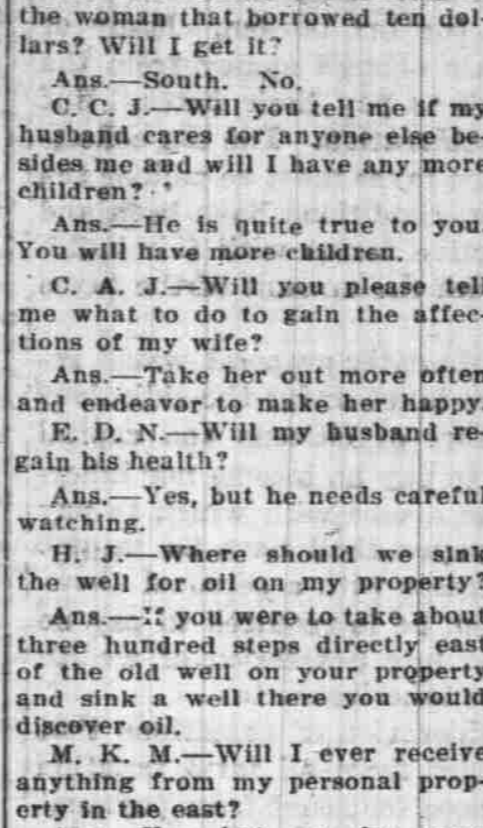 the woman that borrowed ten dol-
lars? Will I get it?
Ans.—South. No.
C. C. J.—Will you tell me if my
husband cares for anyone else be-
sides me and will I have any more
children?
Ans.—He is quite true to you.
You will have more children.
C. A. J.—Will you please tell
me what to do to gain the affec-
tions of my wife?
Ans.—Take her out more often
and endeavor to make her happy.
E. D. N.—Will my husband re-
gain his health?
Ans.—Yes, but he needs careful
watching.
H. J.—Where should we sink
the well for oil on my property?
Ans.—If you were to take about
three hundred steps directly east
of the old well on your property
and sink a well there you would
discover oil.
M. K. M.—Will I ever receive
anything from my personal prop-
erty in the east?